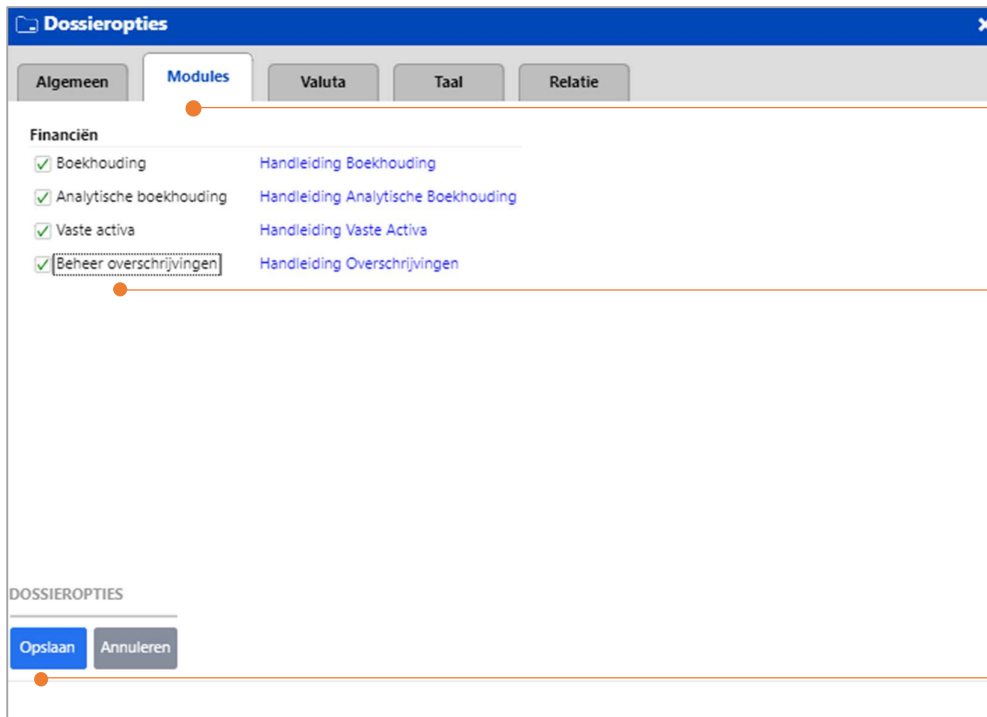 Dossieropties
Algemeen Modules Valuta Taal Relatie
Financiën
Boekhouding Handleiding Boekhouding
Analytische boekhouding Handleiding Analytische Boekhouding
Vaste activa Handleiding Vaste Activa
Beheer overschrijvingen Handleiding Overschrijvingen
DOSSIEROPTIES
Opslaan Annuleren